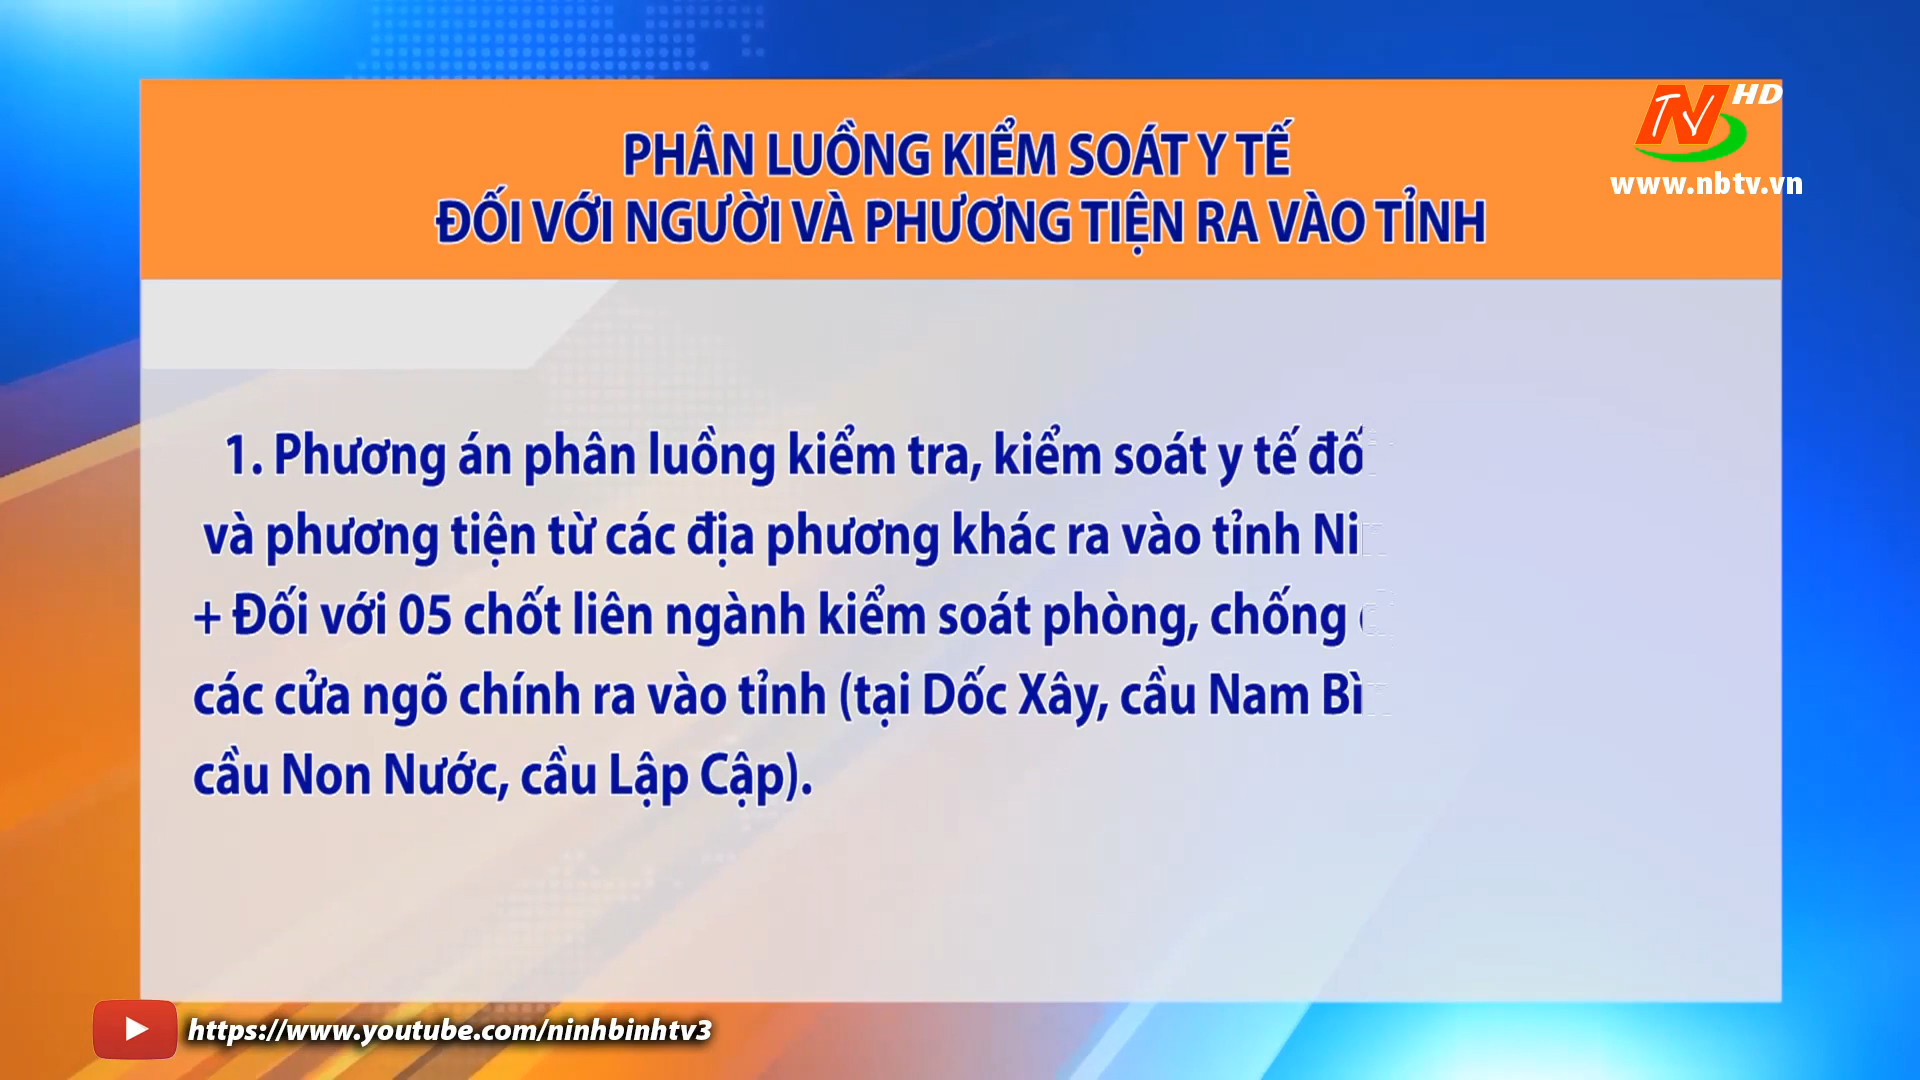 NTV HD
www.nbtv.vn
PHÂN LUỒNG KIỂM SOÁT Y TẾ
ĐỐI VỚI NGƯỜI VÀ PHƯƠNG TIỆN RA VÀO TỈNH
1. Phương án phân luồng kiểm tra, kiểm soát y tế
và phương tiện từ các địa phương khác ra vào tỉnh
+ Đối với 05 chốt liên ngành kiểm soát phòng, chống
các cửa ngõ chính ra vào tỉnh (tại Dốc Xây, cầu Nam
cầu Non Nước, cầu Lập Cập).
https://www.youtube.com/ninhbinhtv3